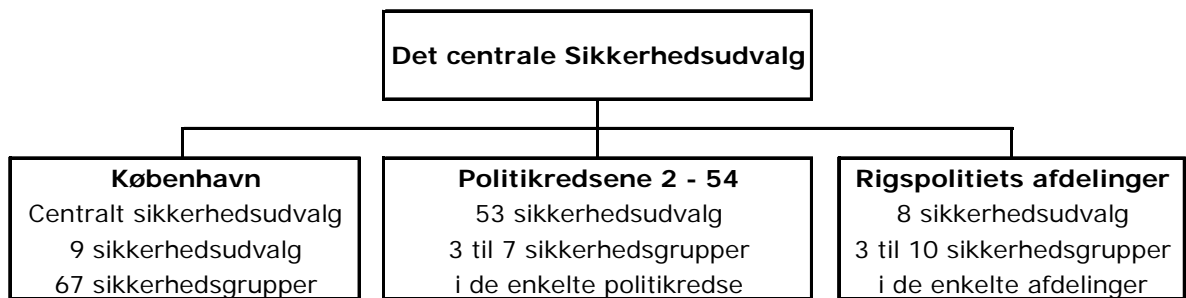 Det centrale Sikkerhedsudvalg
København
Centralt sikkerhedsudvalg
9 sikkerhedsudvalg
67 sikkerhedsgrupper
Politikredsene 2 - 54
53 sikkerhedsudvalg
3 til 7 sikkerhedsgrupper
i de enkelte politikredse
Rigspolitiets afdelinger
8 sikkerhedsudvalg
3 til 10 sikkerhedsgrupper
i de enkelte afdelinger